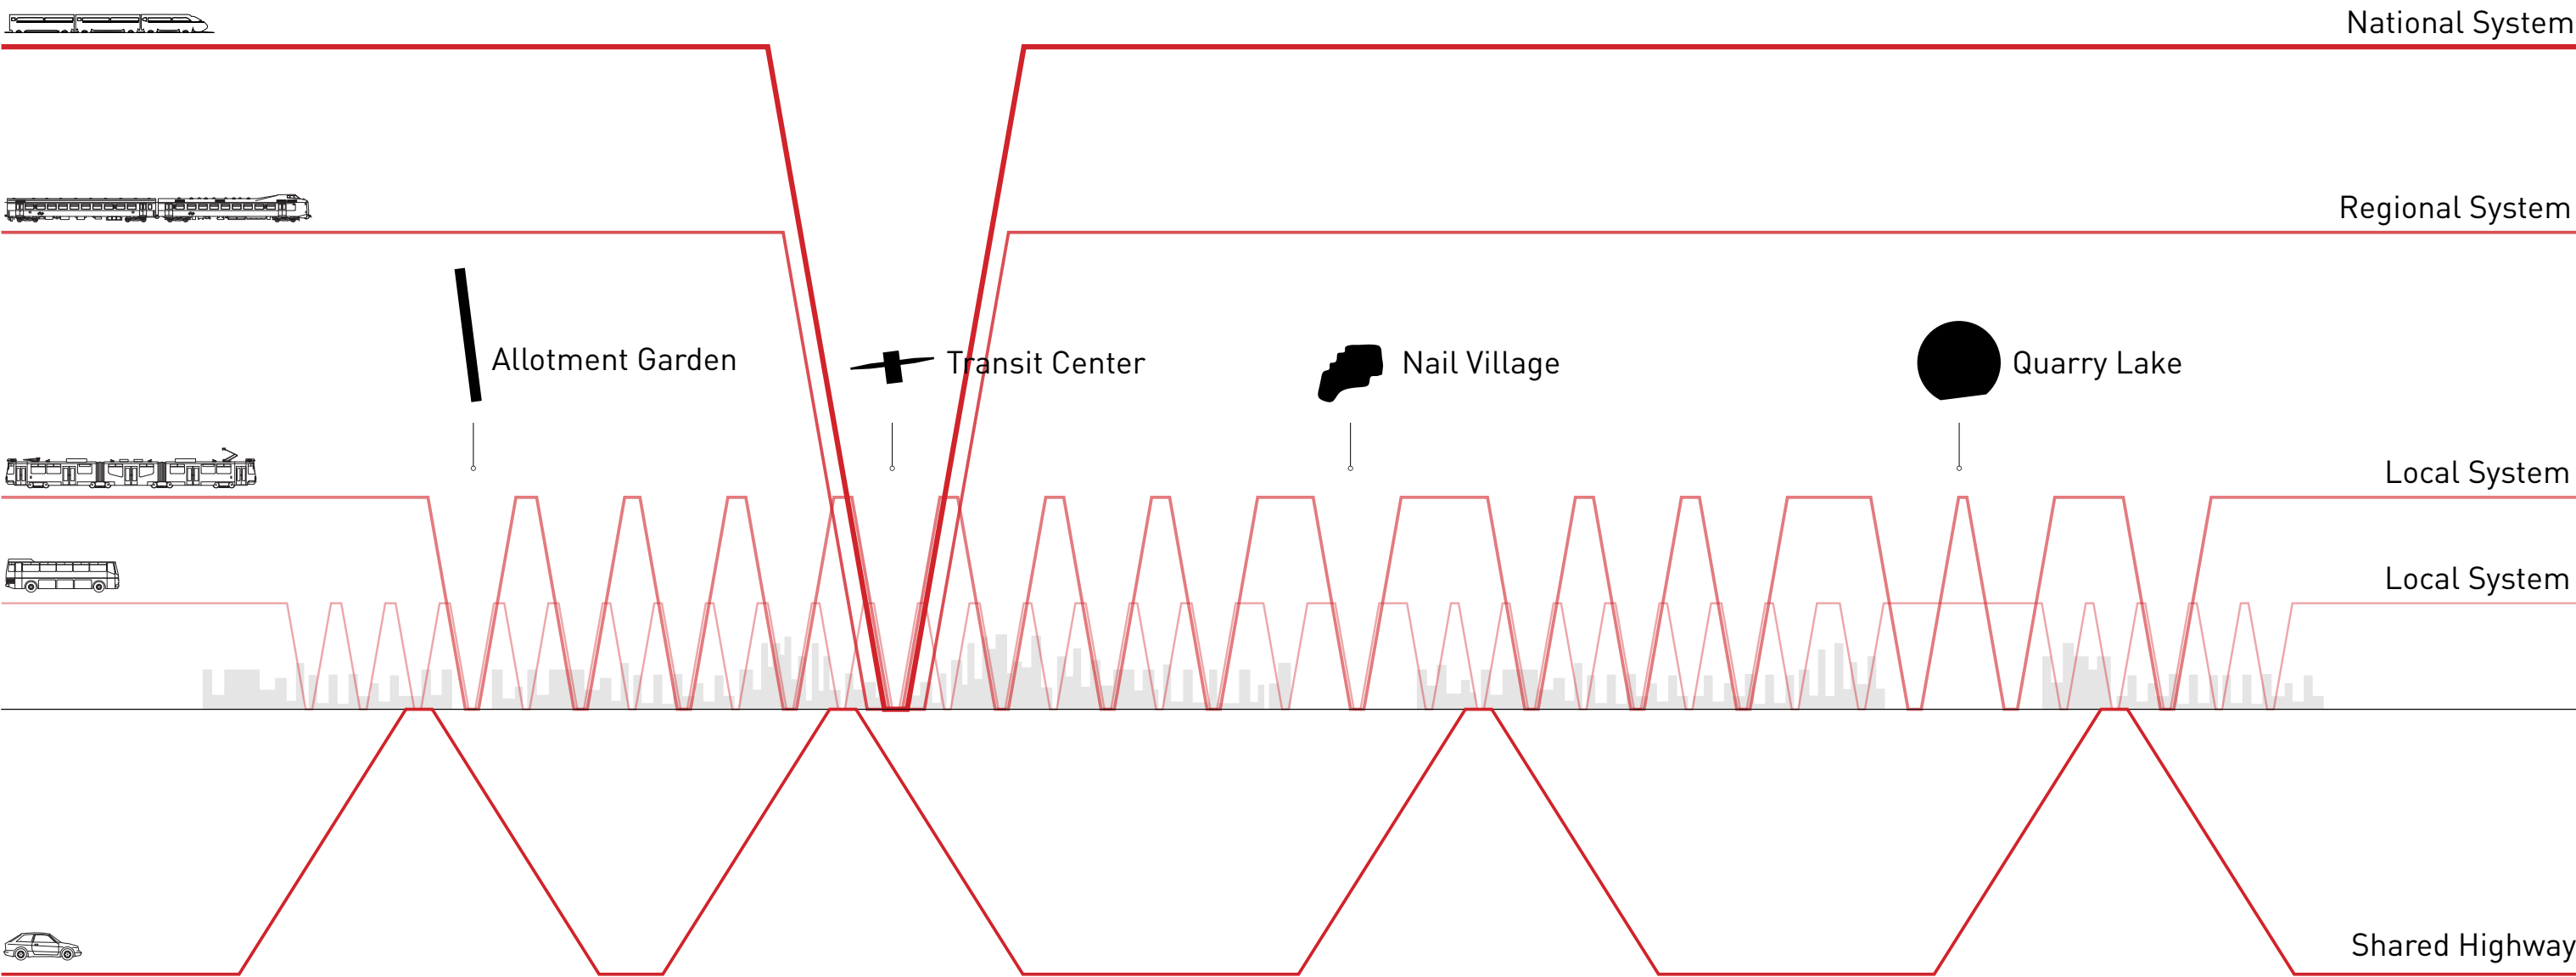 National System
Regional System
Allotment Garden
Transit Center
Nail Village
Quarry Lake
Local System
Local System
Shared Highway